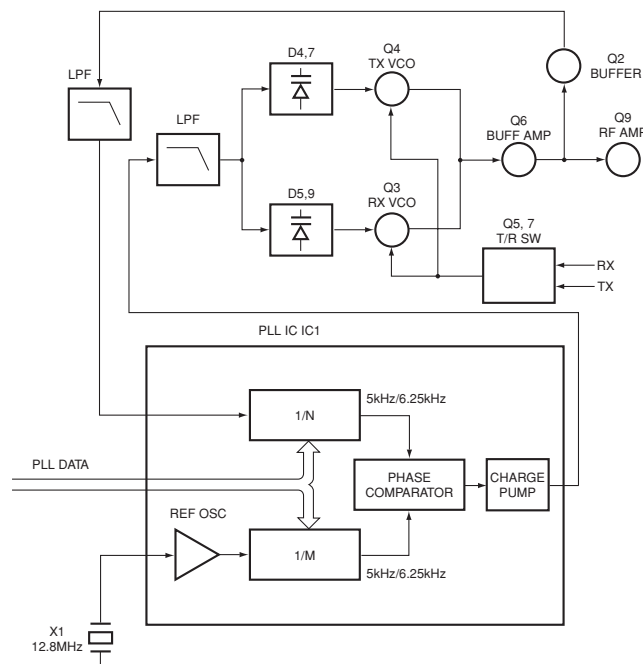 Q4
TX VCO
D4,7
Q2
BUFFER
LPF
LPF
Q6
BUFF AMP
Q9
RF AMP
D5,9
Q3
RX VCO
Q5, 7
T/R SW
RX
TX
PLL IC IC1
5kHz/6.25kHz
1/N
PLL DATA
PHASE
COMPARATOR
CHARGE
PUMP
REF OSC
1/M
5kHz/6.25kHz
X1
12.8MHz